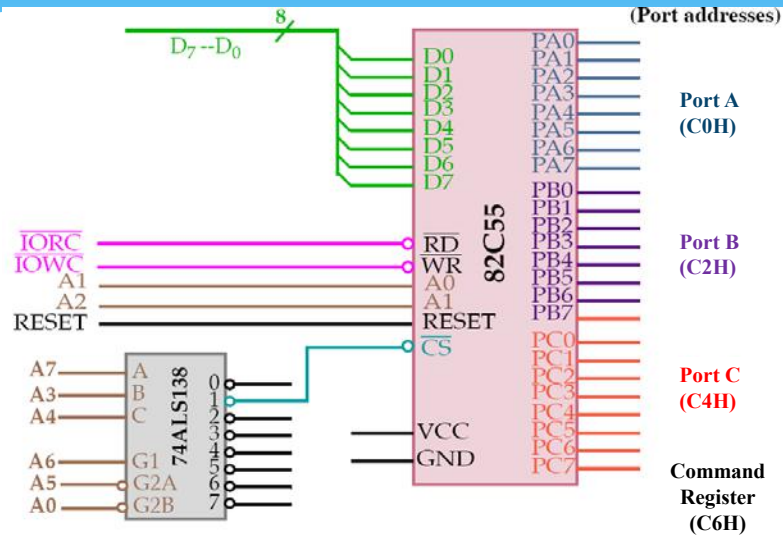 (Port addresses)
8
D7 --D0
D0
D1
D2
D3
D4
D5
D6
D7
IORC
IOWC
A1
A2
RESET
RD
WR
A0
A1
RESET
CS
VCC
GND
82C55
PA0
PA1
PA2
PA3
PA4
PA5
PA6
PA7
PB0
PB1
PB2
PB3
PB4
PB5
PB6
PB7
PC0
PC1
PC2
PC3
PC4
PC5
PC6
PC7
Port A
(C0H)
Port B
(C2H)
Port C
(C4H)
Command
Register
(C6H)
A7
A3
A4
A6
A5
A0
A
B
C
G1
G2A
G2B
74ALS138
0
1
2
3
4
5
6
7